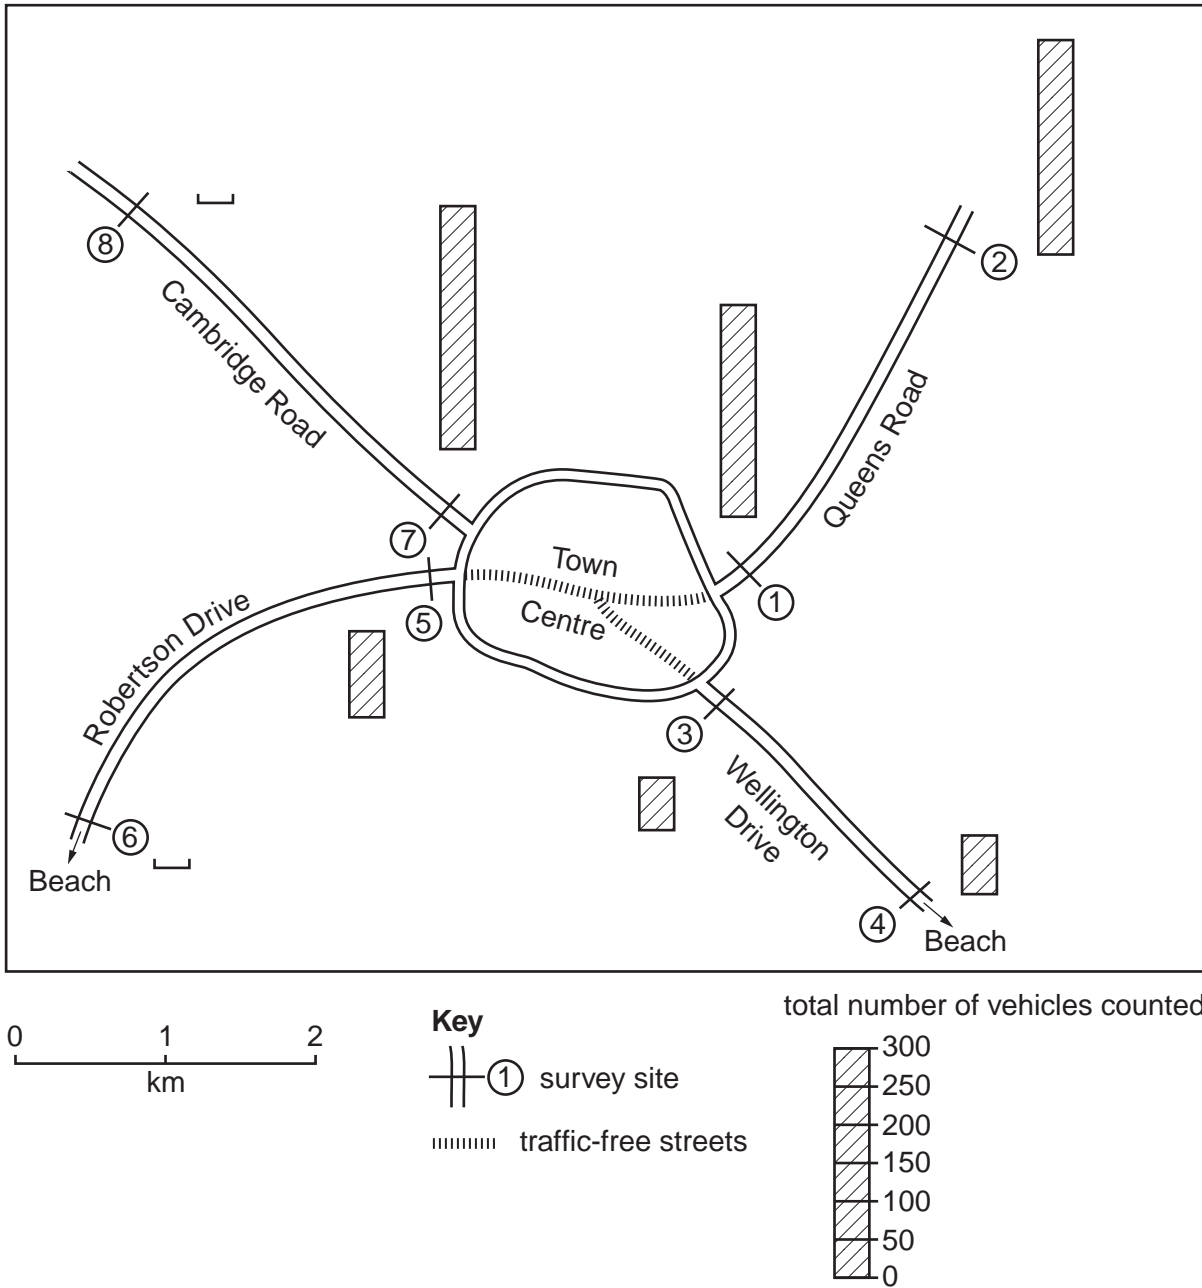 2
8
Cambridge Road
Queens Road
7
Town
1
5
Centre
Robertson Drive
3
Wellington
Drive
6
Beach
4
Beach
total number of vehicles counted
0 1 2
km
Key
1 survey site
traffic-free streets
300
250
200
150
100
50
0